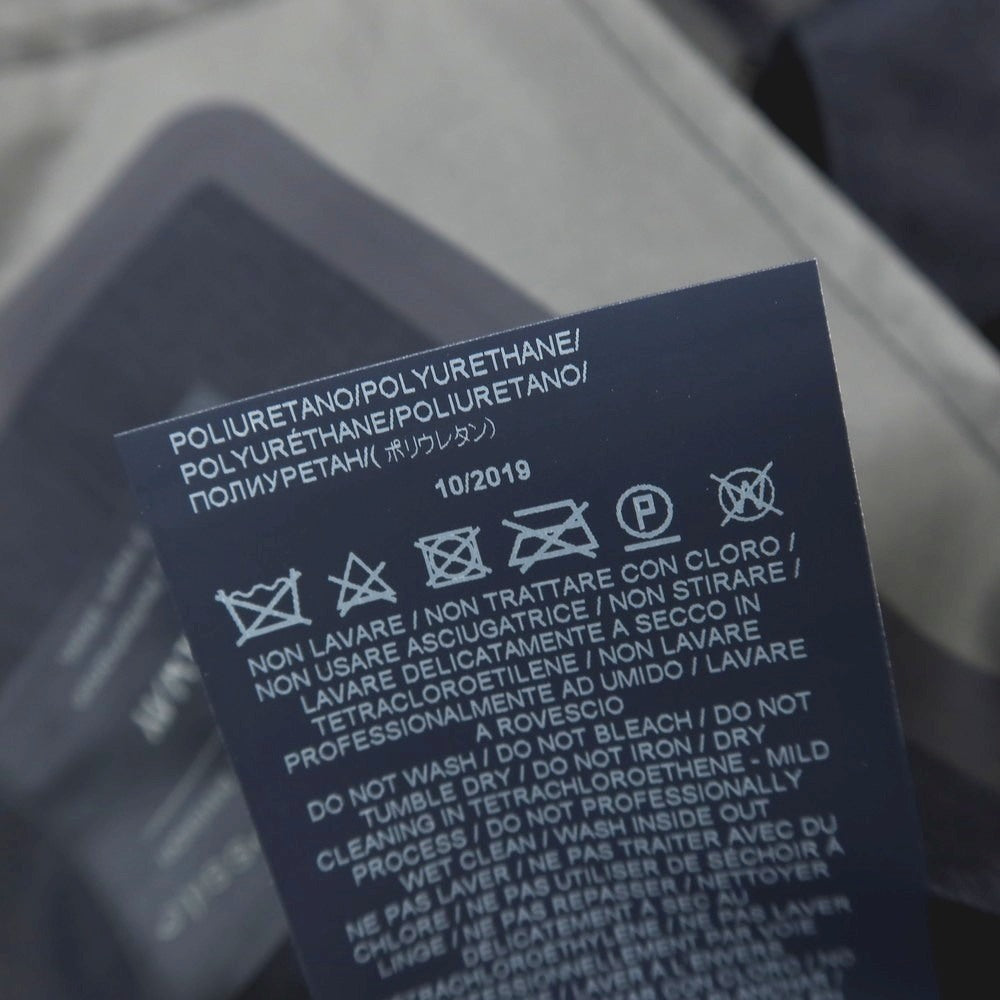 POLIURETANO/POLYURETHANE/
POLYURÉTHANE/POLIURETANO/
ПОЛИУРЕТАН/( ポリウレタン)
10/2019
P
W
NON LAVARE / NON TRATTARE CON CLORO /
NON USARE ASCIUGATRICE / NON STIRARE /
LAVARE DELICATAMENTE A SECCO IN
TETRACLOROETILENE / NON LAVARE
PROFESSIONALMENTE AD UMIDO / LAVARE
A ROVESCIO
DO NOT WASH / DO NOT BLEACH / DO NOT
TUMBLE DRY / DO NOT IRON / DRY
CLEANING IN TETRACHLOROETHENE - MILD
PROCESS / DO NOT PROFESSIONALLY
WET CLEAN / WASH INSIDE OUT
NE PAS LAVER / NE PAS TRAITER AVEC DU
CHLORE / NE PAS UTILISER DE SÉCHOIR À
LINGE / NE PAS REPASSER / NETTOYER
DÉLICATEMENT À SEC AU
/ NE PAS LAVER